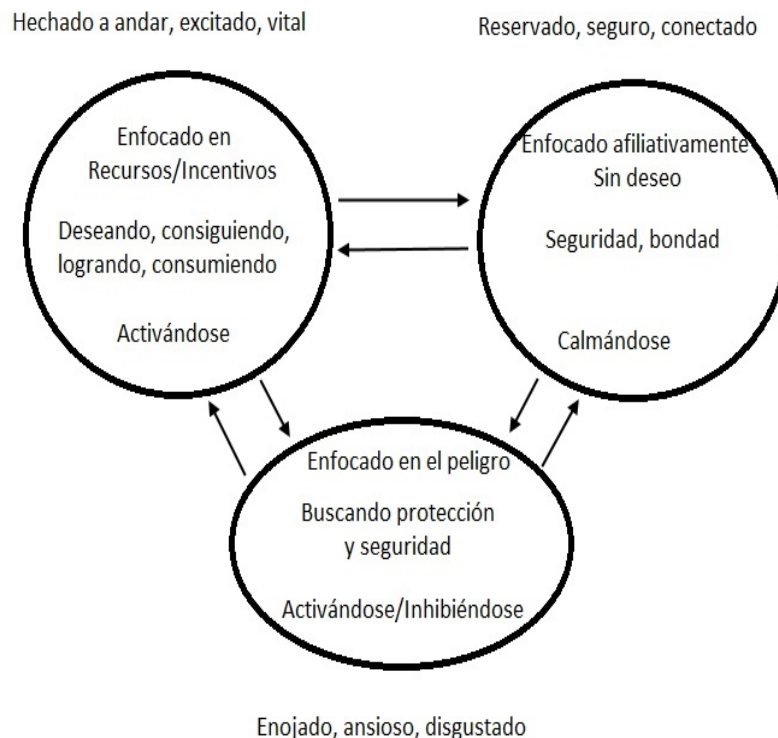 Hechado a andar, excitado, vital
Reservado, seguro, conectado
Enfocado en
Recursos/Incentivos
Deseando, consiguiendo,
logrando, consumiendo
Activándose
Enfocado afiliativamente
Sin deseo
Seguridad, bondad
Calmándose
Enfocado en el peligro
Buscando protección
y seguridad
Activándose/Inhibiéndose
Enojado, ansioso, disgustado